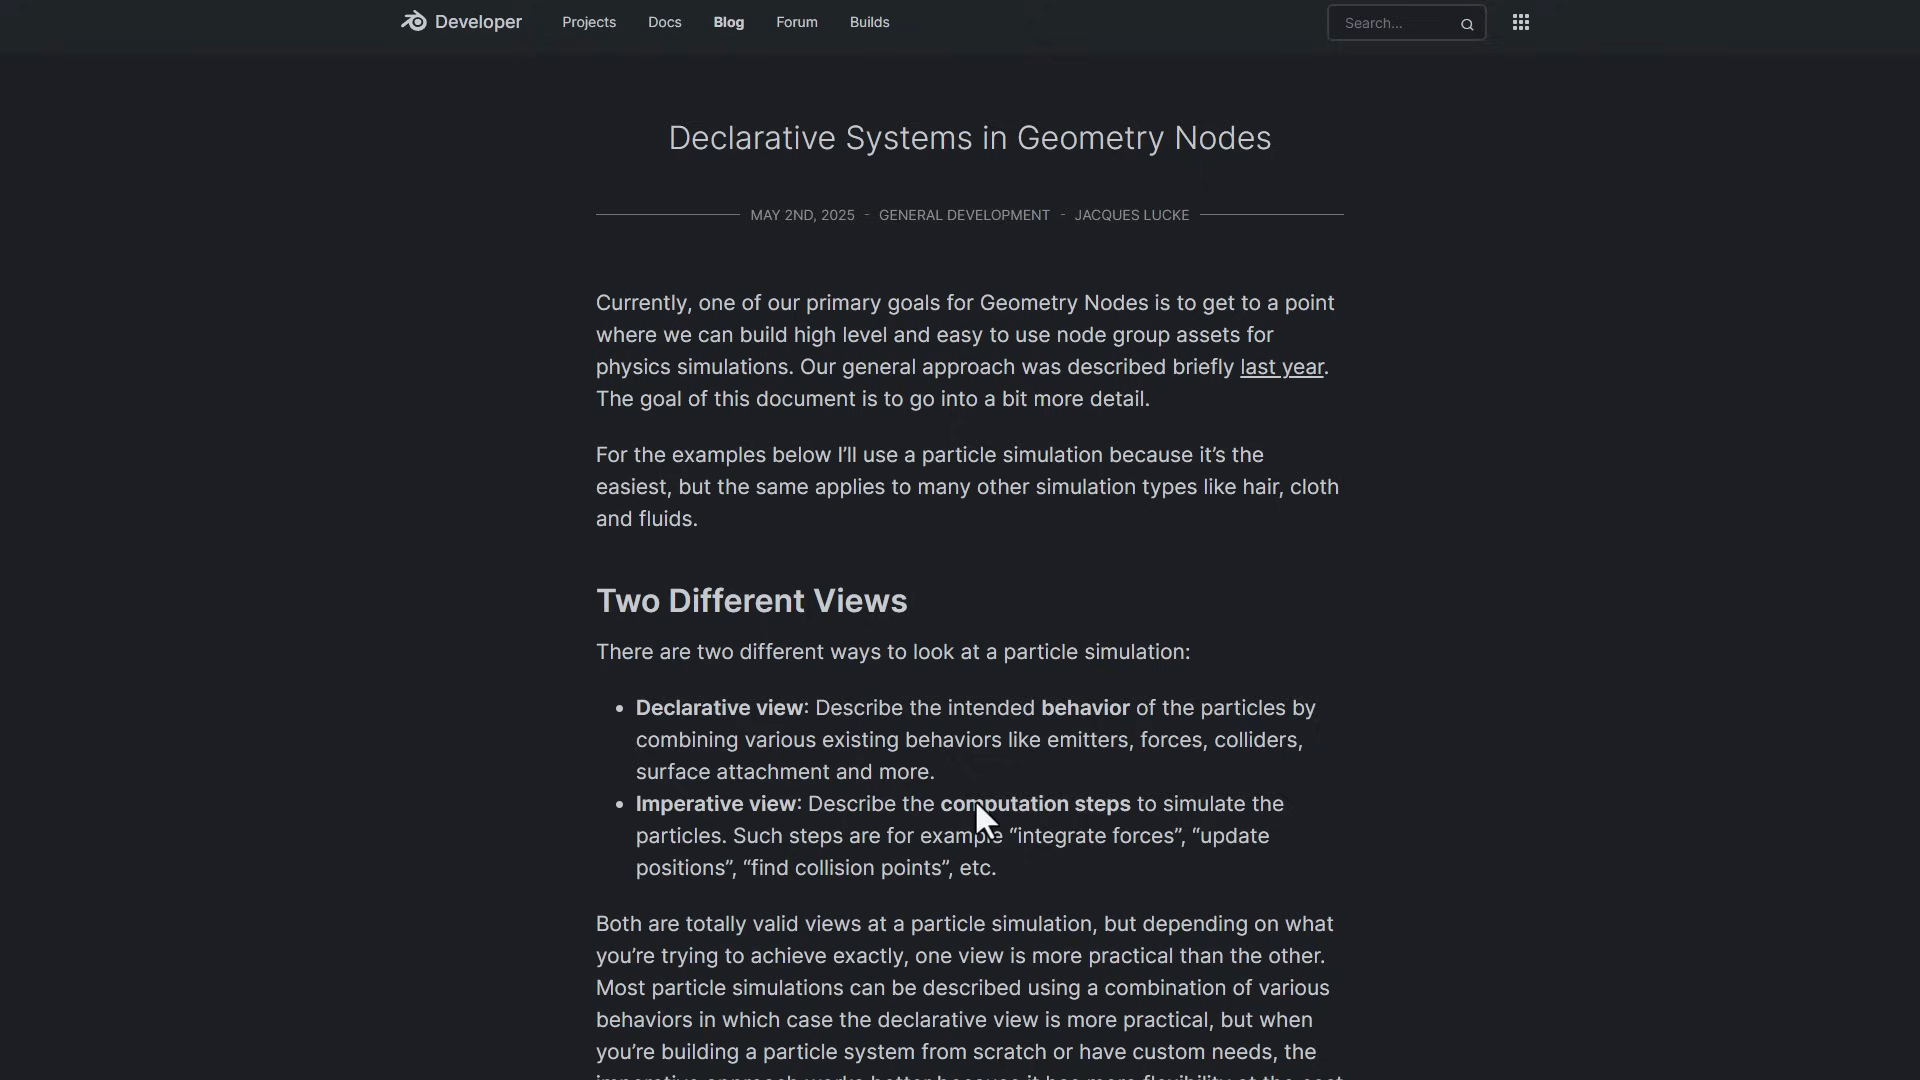 Developer Projects Docs Blog Forum Builds Search...
Declarative Systems in Geometry Nodes
MAY 2ND, 2025 - GENERAL DEVELOPMENT - JACQUES LUCKE
Currently, one of our primary goals for Geometry Nodes is to get to a point
where we can build high level and easy to use node group assets for
physics simulations. Our general approach was described briefly last year.
The goal of this document is to go into a bit more detail.
For the examples below I’ll use a particle simulation because it’s the
easiest, but the same applies to many other simulation types like hair, cloth
and fluids.
Two Different Views
There are two different ways to look at a particle simulation:
• Declarative view: Describe the intended behavior of the particles by
combining various existing behaviors like emitters, forces, colliders,
surface attachment and more.
• Imperative view: Describe the computation steps to simulate the
particles. Such steps are for example “integrate forces”, “update
positions”, “find collision points”, etc.
Both are totally valid views at a particle simulation, but depending on what
you’re trying to achieve exactly, one view is more practical than the other.
Most particle simulations can be described using a combination of various
behaviors in which case the declarative view is more practical, but when
you’re building a particle system from scratch or have custom needs, the